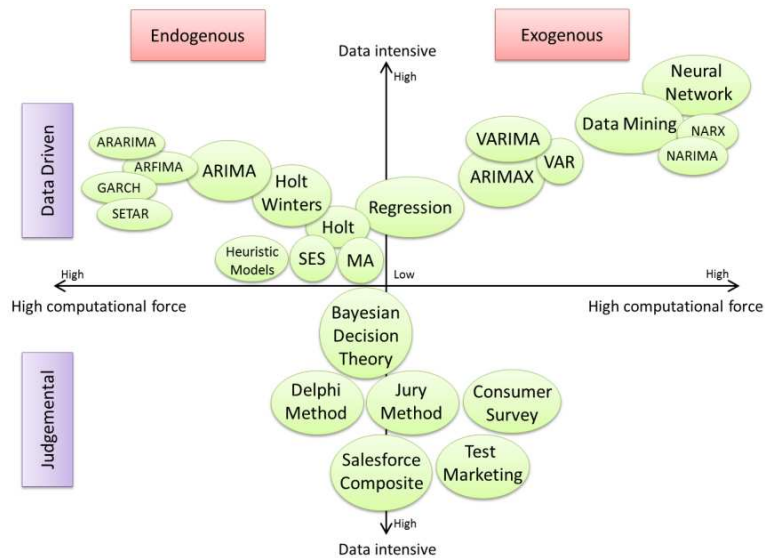 Endogenous
Data intensive
Exogenous
High
Neural
Network
Data Mining
NARX
NARIMA
VARIMA
VAR
ARIMAX
Data Driven
ARARIMA
ARFIMA
GARCH
SETAR
ARIMA
Holt
Winters
Regression
Holt
Heuristic
Models
SES
MA
High
Low
High
High computational force
High computational force
Bayesian
Decision
Theory
Judgemental
Delphi
Method
Jury
Method
Consumer
Survey
Salesforce
Composite
Test
Marketing
High
Data intensive